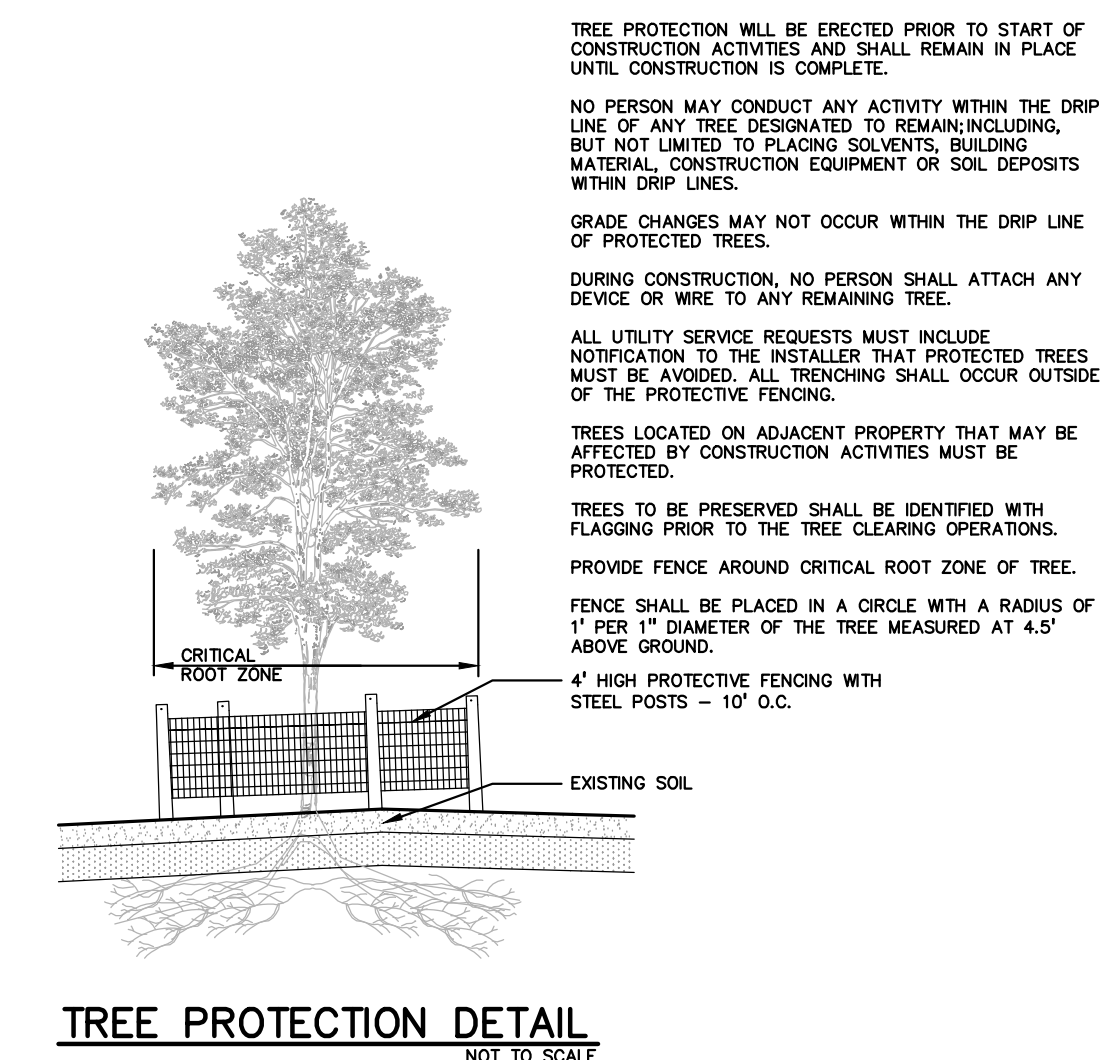 TREE PROTECTION WILL BE ERECTED PRIOR TO START OF
CONSTRUCTION ACTIVITIES AND SHALL REMAIN IN PLACE
UNTIL CONSTRUCTION IS COMPLETE.
NO PERSON MAY CONDUCT ANY ACTIVITY WITHIN THE DRIP
LINE OF ANY TREE DESIGNATED TO REMAIN; INCLUDING,
BUT NOT LIMITED TO PLACING SOLVENTS, BUILDING
MATERIAL, CONSTRUCTION EQUIPMENT OR SOIL DEPOSITS
WITHIN DRIP LINES.
GRADE CHANGES MAY NOT OCCUR WITHIN THE DRIP LINE
OF PROTECTED TREES.
DURING CONSTRUCTION, NO PERSON SHALL ATTACH ANY
DEVICE OR WIRE TO ANY REMAINING TREE.
ALL UTILITY SERVICE REQUESTS MUST INCLUDE
NOTIFICATION TO THE INSTALLER THAT PROTECTED TREES
MUST BE AVOIDED. ALL TRENCHING SHALL OCCUR OUTSIDE
OF THE PROTECTIVE FENCING.
TREES LOCATED ON ADJACENT PROPERTY THAT MAY BE
AFFECTED BY CONSTRUCTION ACTIVITIES MUST BE
PROTECTED.
TREES TO BE PRESERVED SHALL BE IDENTIFIED WITH
FLAGGING PRIOR TO THE TREE CLEARING OPERATIONS.
PROVIDE FENCE AROUND CRITICAL ROOT ZONE OF TREE.
FENCE SHALL BE PLACED IN A CIRCLE WITH A RADIUS OF
1' PER 1" DIAMETER OF THE TREE MEASURED AT 4.5'
ABOVE GROUND.
CRITICAL
ROOT ZONE
4' HIGH PROTECTIVE FENCING WITH
STEEL POSTS – 10' O.C.
EXISTING SOIL
TREE PROTECTION DETAIL
NOT TO SCALE